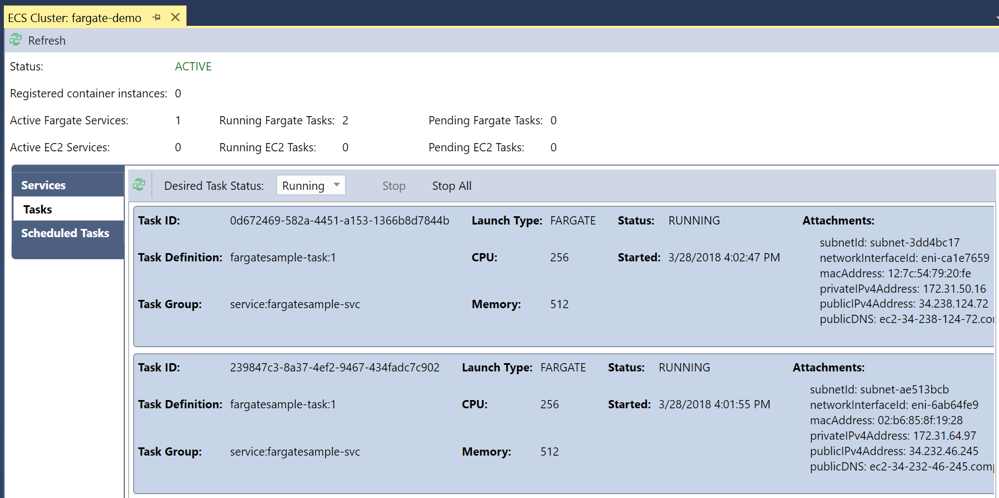 ECS Cluster: fargate-demo
Refresh
Status: ACTIVE
Registered container instances: 0
Active Fargate Services: 1 Running Fargate Tasks: 2 Pending Fargate Tasks: 0
Active EC2 Services: 0 Running EC2 Tasks: 0 Pending EC2 Tasks: 0
Services
Tasks
Scheduled Tasks
Desired Task Status: Running Stop Stop All
Task ID: 0d672469-582a-4451-a153-1366b8d7844b Launch Type: FARGATE Status: RUNNING Attachments:
subnetId: subnet-3dd4bc17
Task Definition: fargatesample-task:1 CPU: 256 Started: 3/28/2018 4:02:47 PM networkInterfaceId: eni-ca1e7659
macAddress: 12:7c:54:79:20:fe
privateIPv4Address: 172.31.50.16
Task Group: service:fargatesample-svc Memory: 512 publicIPv4Address: 34.238.124.72
publicDNS: ec2-34-238-124-72.co
Task ID: 239847c3-8a37-4ef2-9467-434fadc7c902 Launch Type: FARGATE Status: RUNNING Attachments:
subnetId: subnet-ae513bcb
Task Definition: fargatesample-task:1 CPU: 256 Started: 3/28/2018 4:01:55 PM networkInterfaceId: eni-6ab64fe9
macAddress: 02:b6:85:8f:19:28
privateIPv4Address: 172.31.64.97
Task Group: service:fargatesample-svc Memory: 512 publicIPv4Address: 34.232.46.245
publicDNS: ec2-34-232-46-245.com